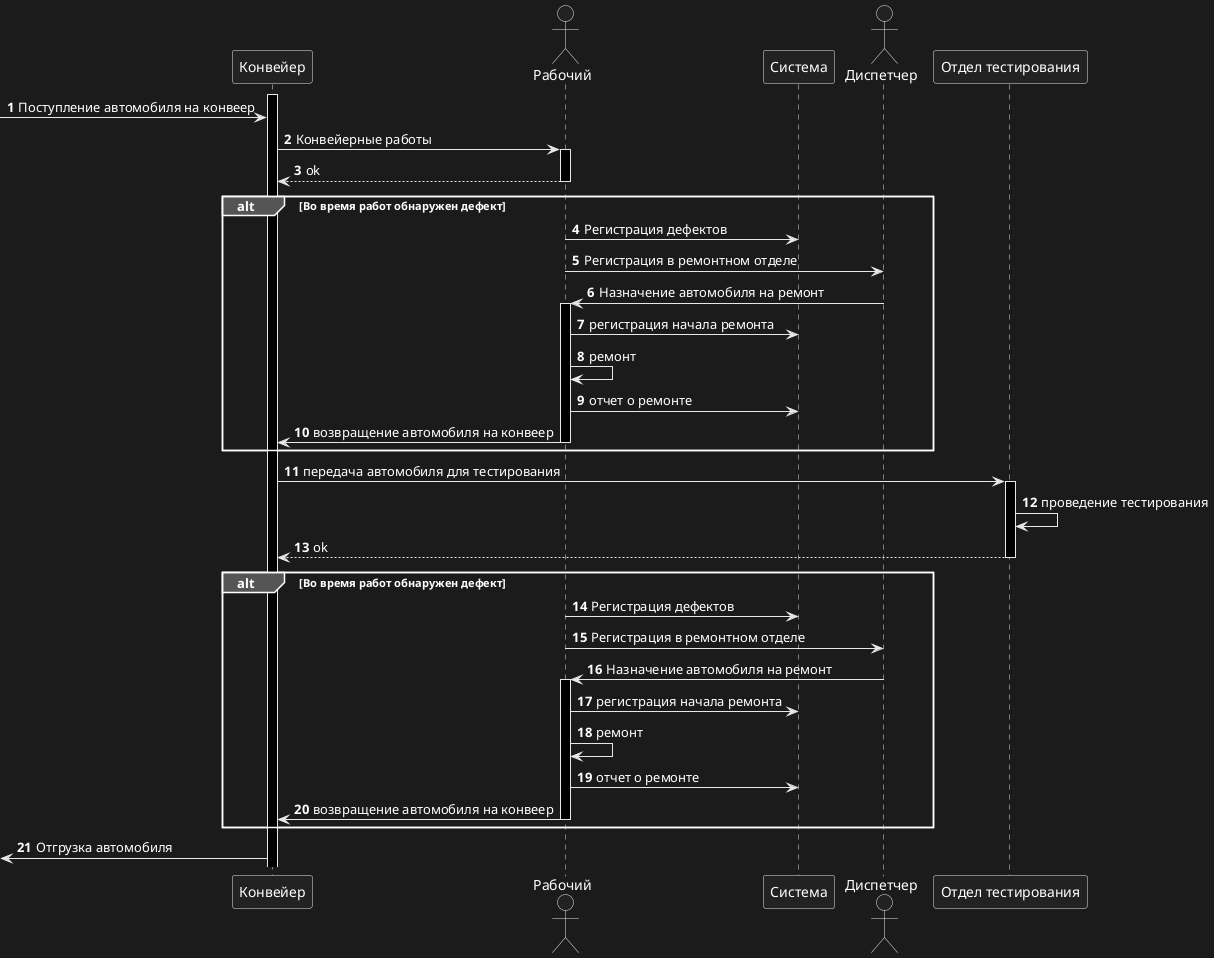 Конвейер
Рабочий
Система
Диспетчер
Отдел тестирования
1 Поступление автомобиля на конвеер
2 Конвейерные работы
3 ok
alt [Во время работ обнаружен дефект]
4 Регистрация дефектов
5 Регистрация в ремонтном отделе
6 Назначение автомобиля на ремонт
7 регистрация начала ремонта
8 ремонт
9 отчет о ремонте
10 возвращение автомобиля на конвеер
11 передача автомобиля для тестирования
12 проведение тестирования
13 ok
alt [Во время работ обнаружен дефект]
14 Регистрация дефектов
15 Регистрация в ремонтном отделе
16 Назначение автомобиля на ремонт
17 регистрация начала ремонта
18 ремонт
19 отчет о ремонте
20 возвращение автомобиля на конвеер
21 Отгрузка автомобиля
Конвейер
Рабочий
Система
Диспетчер
Отдел тестирования